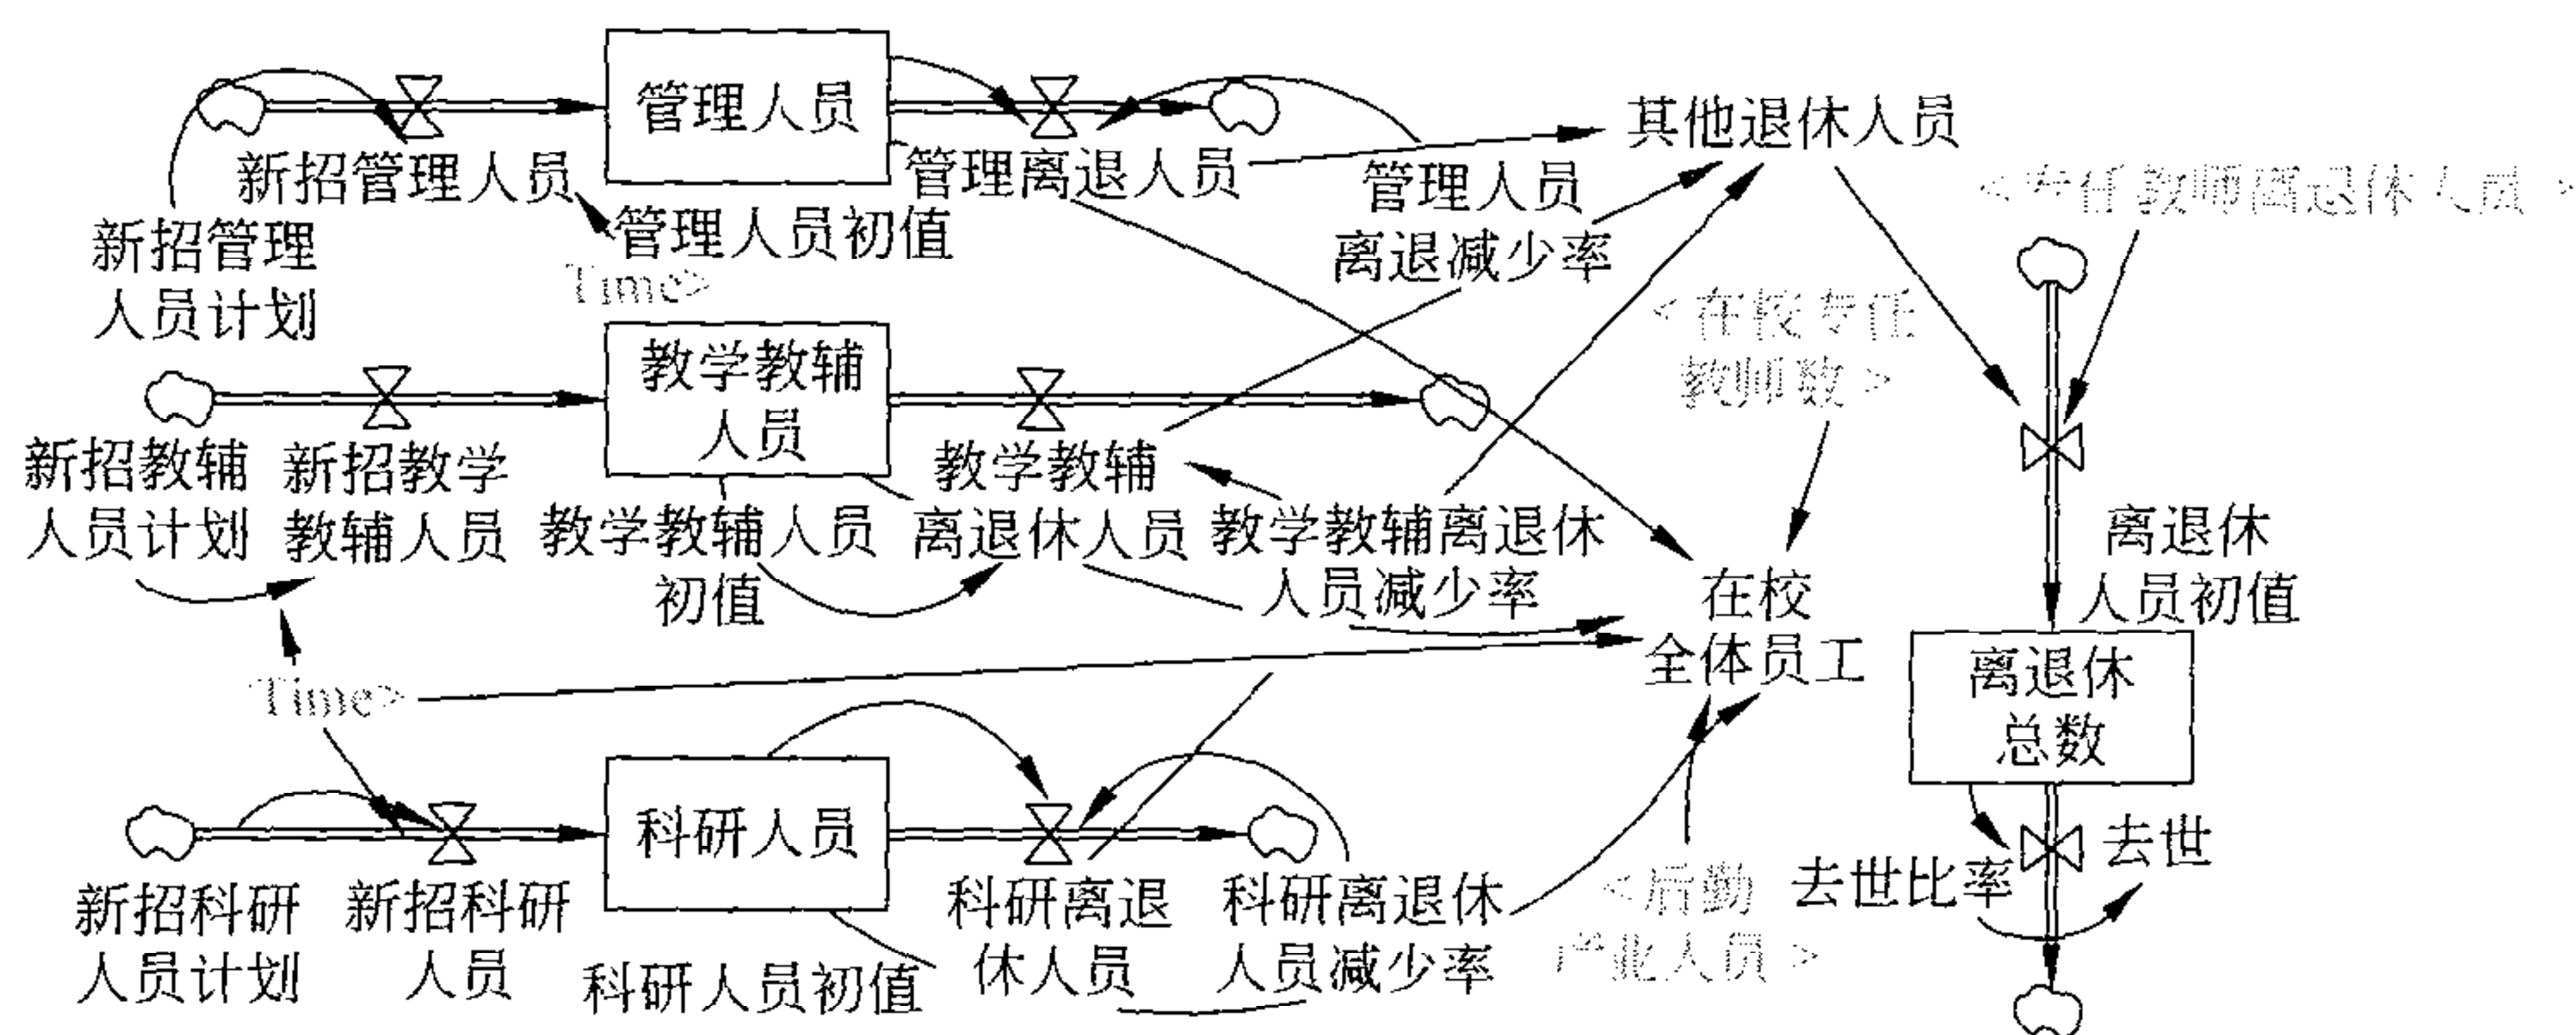 管理人员
其他退休人员
新招管理人员
管理离退人员
管理人员
离退减少率
<专任教师离退休人员>
新招管理
人员计划
管理人员初值
Time>
<在校专任
教师数>
教学教辅
人员
新招教辅
人员计划
新招教学
教辅人员
教学教辅人员
初值
教学教辅
离退休人员
教学教辅离退休
人员减少率
离退休
人员初值
在校
全体员工
离退休
总数
Time>
科研人员
去世比率
去世
新招科研
人员计划
新招科研
人员
科研人员初值
科研离退
休人员
科研离退休
人员减少率
<后勤
产业人员>